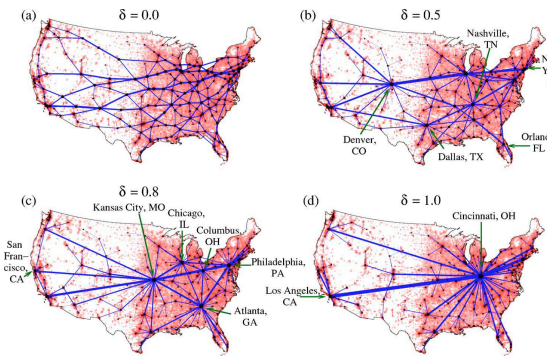 (a)
δ = 0.0
(b)
δ = 0.5
Nashville,
TN
N
Y
Denver,
CO
Dallas, TX
Orland
FL
(c)
δ = 0.8
Kansas City, MO
Chicago,
IL
Columbus,
OH
San
Fran–
cisco,
CA
Philadelphia,
PA
Atlanta,
GA
(d)
δ = 1.0
Cincinnati, OH
Los Angeles,
CA